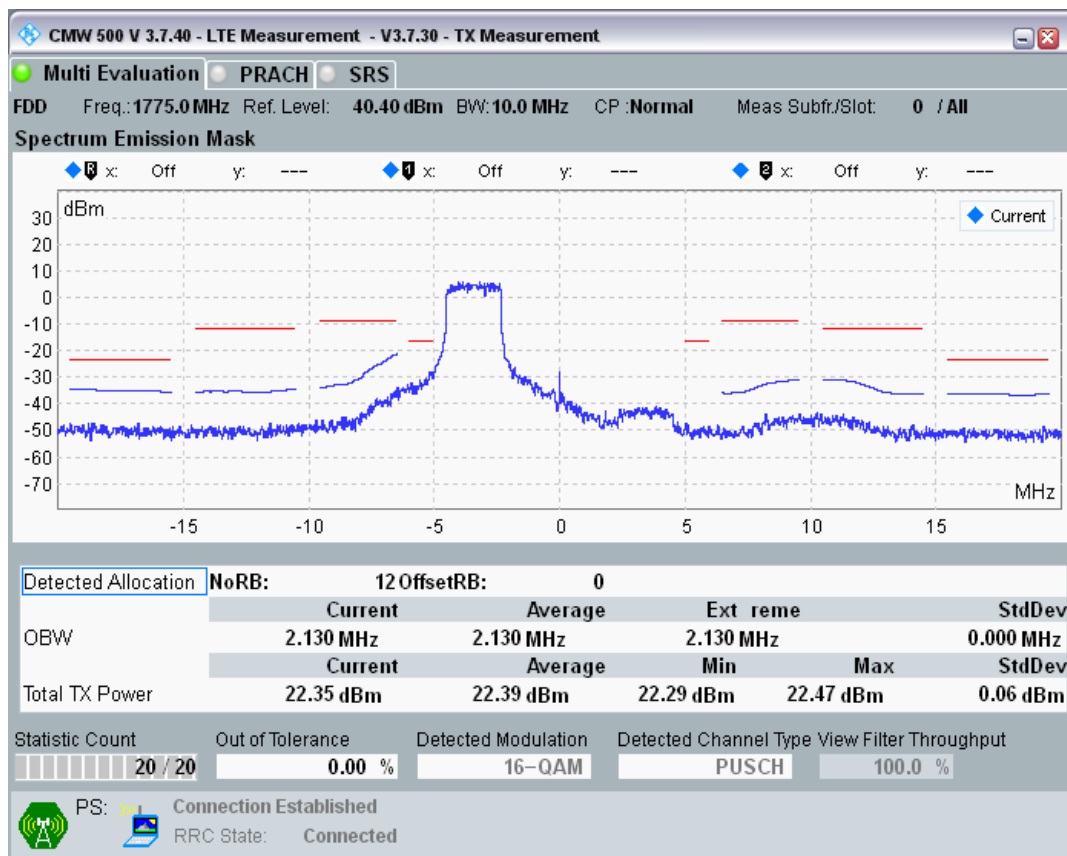 CMW 500 V 3.7.40 - LTE Measurement - V3.7.30 - TX Measurement
Multi Evaluation PRACH SRS
FDD Freq.: 1775.0 MHz Ref. Level: 40.40 dBm BW: 10.0 MHz CP : Normal Meas Subfr./Slot: 0 / All
Spectrum Emission Mask
R x: Off y: --- 1 x: Off y: --- 2 x: Off y: ---
dBm
Current
30
20
10
0
-10
-20
-30
-40
-50
-60
-70
MHz
-15 -10 -5 0 5 10 15
Detected Allocation NoRB: 12 OffsetRB: 0
Current Average Ext reme StdDev
OBW 2.130 MHz 2.130 MHz 2.130 MHz 0.000 MHz
Current Average Min Max StdDev
Total TX Power 22.35 dBm 22.39 dBm 22.29 dBm 22.47 dBm 0.06 dBm
Statistic Count Out of Tolerance Detected Modulation Detected Channel Type View Filter Throughput
20 / 20 0.00 % 16-QAM PUSCH 100.0 %
PS: Connection Established
RRC State: Connected